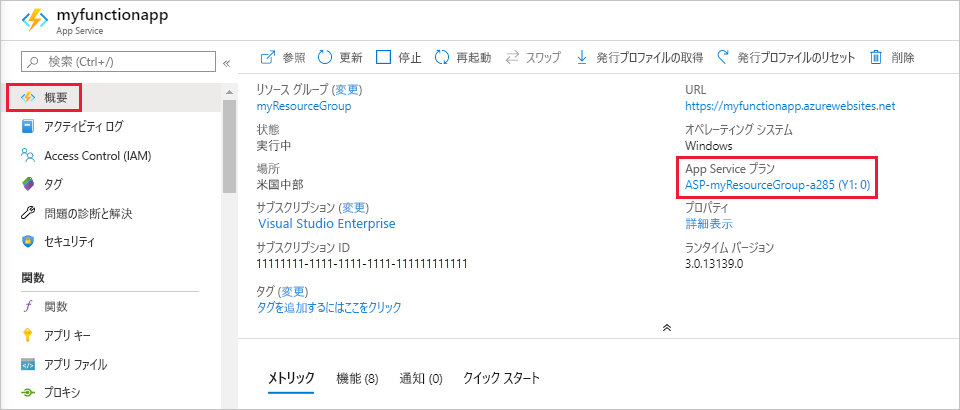 myfunctionapp
App Service
検索 (Ctrl+/)
«
概要
アクティビティ ログ
Access Control (IAM)
タグ
問題の診断と解決
セキュリティ
関数
関数
アプリ キー
アプリ ファイル
プロキシ
参照 更新 停止 再起動 スワップ 発行プロファイルの取得 発行プロファイルのリセット 削除
リソース グループ (変更)
myResourceGroup
状態
実行中
場所
米国中部
サブスクリプション (変更)
Visual Studio Enterprise
サブスクリプション ID
11111111-1111-1111-1111-111111111111
タグ (変更)
タグを追加するにはここをクリック
URL
https://myfunctionapp.azurewebsites.net
オペレーティング システム
Windows
App Service プラン
ASP-myResourceGroup-a285 (Y1: 0)
プロパティ
詳細表示
ランタイム バージョン
3.0.13139.0
メトリック 機能 (8) 通知 (0) クイック スタート